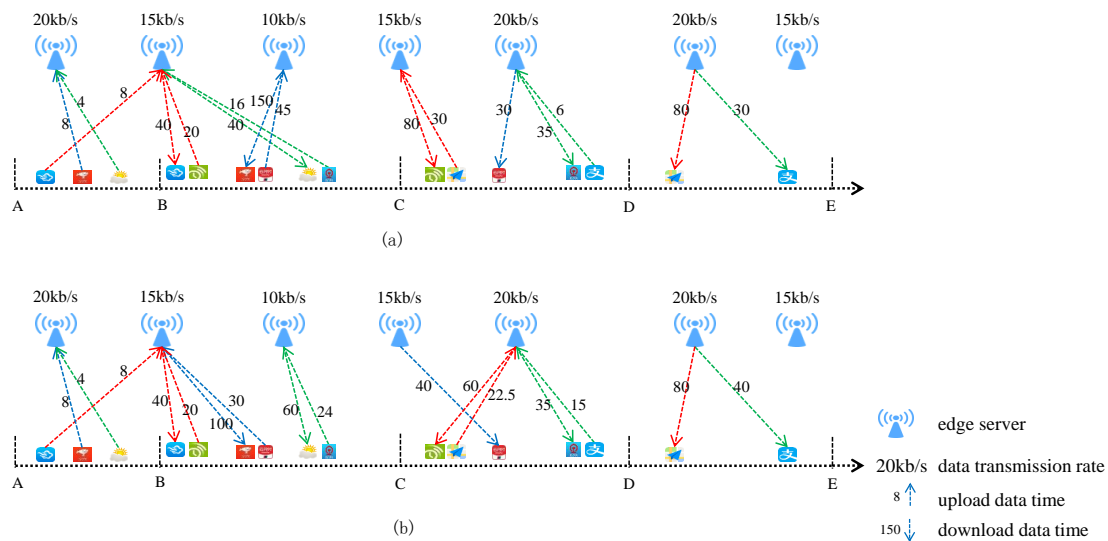 20kb/s 15kb/s 10kb/s 15kb/s 20kb/s 20kb/s 15kb/s
4 8 16 150 45
8 40 20 40 80 30 30 6 35 80 30
A B C D E
(a)
20kb/s 15kb/s 10kb/s 15kb/s 20kb/s 20kb/s 15kb/s
4 8
8 40 20 30 100 60 24 40 60 22.5 35 15 80 40
A B C D E
(b)
edge server
20kb/s data transmission rate
8 upload data time
150 download data time